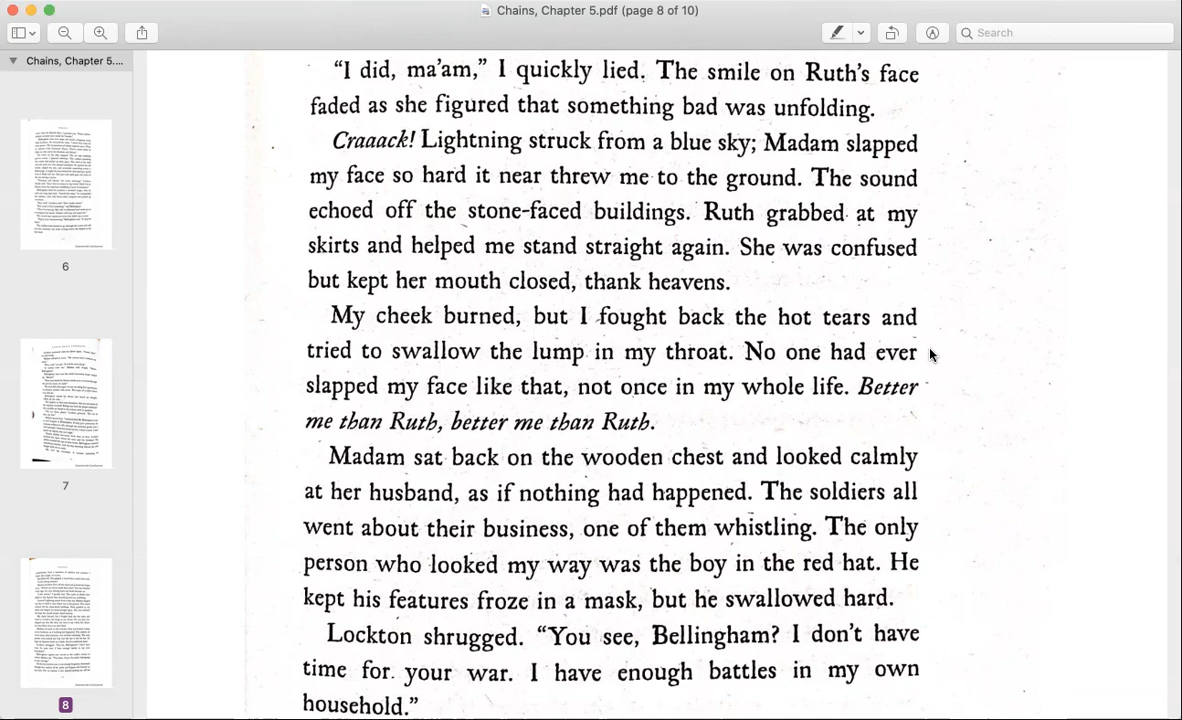 Chains, Chapter 5.pdf (page 8 of 10)
Search
Chains, Chapter 5....
6
7
8
“I did, ma’am,” I quickly lied. The smile on Ruth’s face
faded as she figured that something bad was unfolding.
Craaack! Lightning struck from a blue sky; Madam slapped
my face so hard it near threw me to the ground. The sound
echoed off the stone-faced buildings. Ruth grabbed at my
skirts and helped me stand straight again. She was confused
but kept her mouth closed, thank heavens.
My cheek burned, but I fought back the hot tears and
tried to swallow the lump in my throat. No one had ever
slapped my face like that, not once in my whole life. Better
me than Ruth, better me than Ruth.
Madam sat back on the wooden chest and looked calmly
at her husband, as if nothing had happened. The soldiers all
went about their business, one of them whistling. The only
person who looked my way was the boy in the red hat. He
kept his features froze in a mask, but he swallowed hard.
Lockton shrugged. “You see, Bellingham? I don’t have
time for your war. I have enough battles in my own
household.”